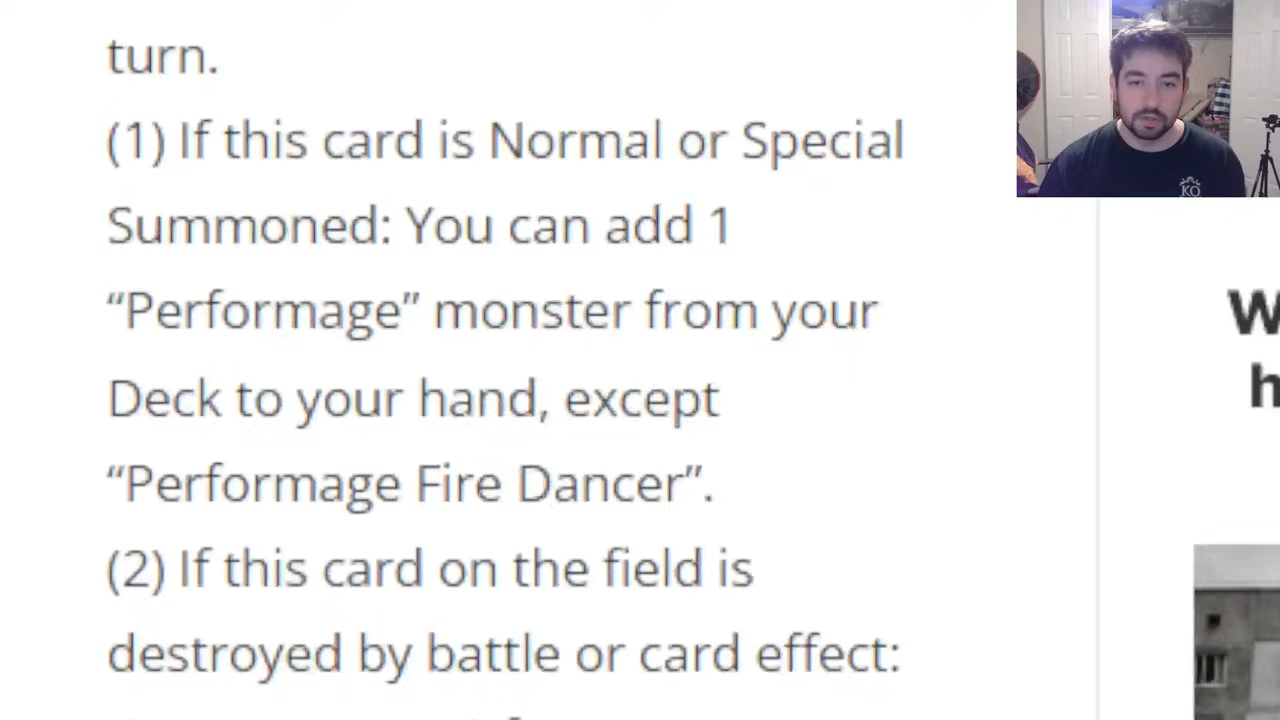 turn.
(1) If this card is Normal or Special
Summoned: You can add 1
“Performage” monster from your
Deck to your hand, except
“Performage Fire Dancer”.
(2) If this card on the field is
destroyed by battle or card effect:
W
h
KO